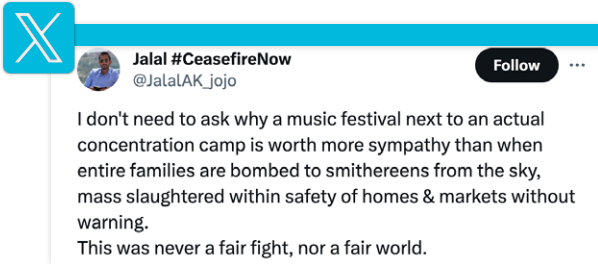 Jalal #CeasefireNow
@JalalAK_jojo
Follow
I don't need to ask why a music festival next to an actual
concentration camp is worth more sympathy than when
entire families are bombed to smithereens from the sky,
mass slaughtered within safety of homes & markets without
warning.
This was never a fair fight, nor a fair world.